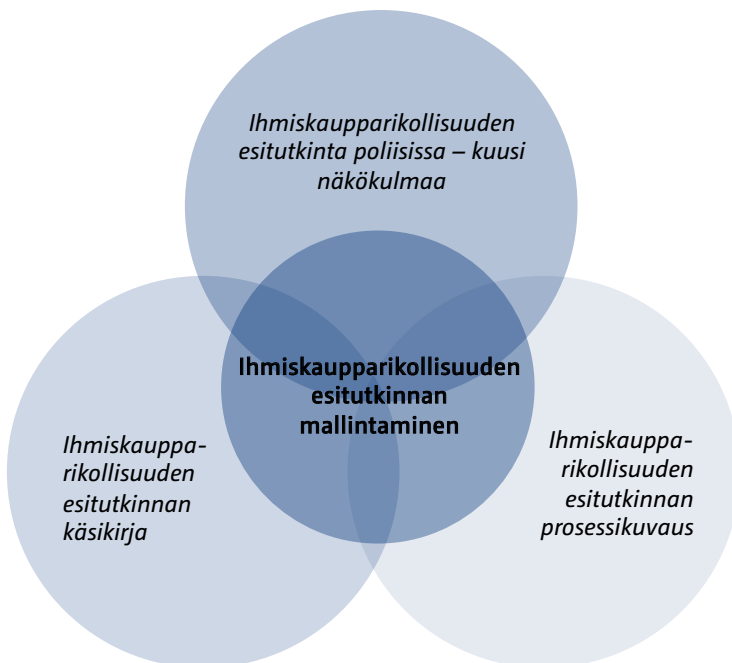 Ihmiskaupparikollisuuden
esitutkinta poliisissa – kuusi
näkökulmaa
Ihmiskaupparikollisuuden
esitutkinnan
mallintaminen
Ihmiskauppa-
rikollisuuden
esitutkinnan
käsikirja
Ihmiskauppa-
rikollisuuden
esitutkinnan
prosessikuvaus